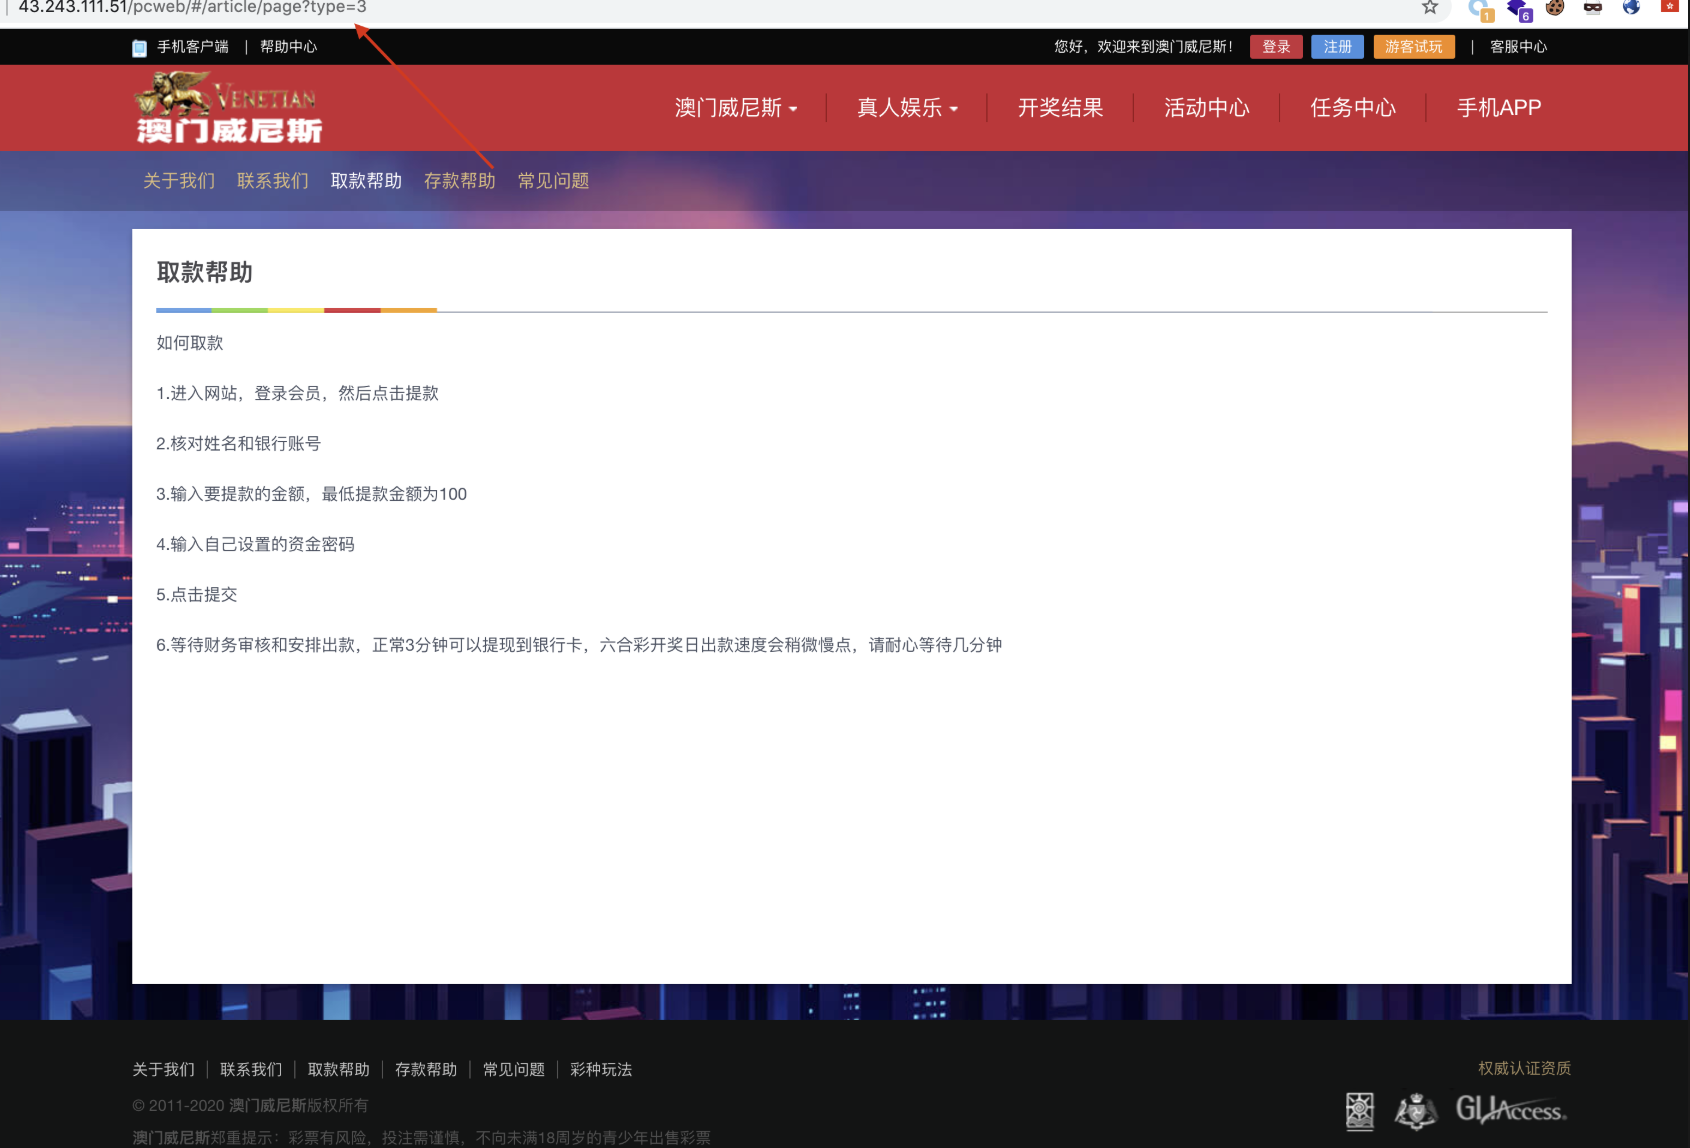 43.243.111.51/pcweb/#/article/page?type=3
1
6
手机客户端 | 帮助中心
您好，欢迎来到澳门威尼斯！ 登录 注册 游客试玩 | 客服中心
VENETIAN
澳门威尼斯
澳门威尼斯 真人娱乐 开奖结果 活动中心 任务中心 手机APP
关于我们 联系我们 取款帮助 存款帮助 常见问题
取款帮助
如何取款
1.进入网站，登录会员，然后点击提款
2.核对姓名和银行账号
3.输入要提款的金额，最低提款金额为100
4.输入自己设置的资金密码
5.点击提交
6.等待财务审核和安排出款，正常3分钟可以提现到银行卡，六合彩开奖日出款速度会稍微慢点，请耐心等待几分钟
关于我们 | 联系我们 | 取款帮助 | 存款帮助 | 常见问题 | 彩种玩法
权威认证资质
© 2011-2020 澳门威尼斯版权所有
GLIAccess.
澳门威尼斯郑重提示：彩票有风险，投注需谨慎，不向未满18周岁的青少年出售彩票